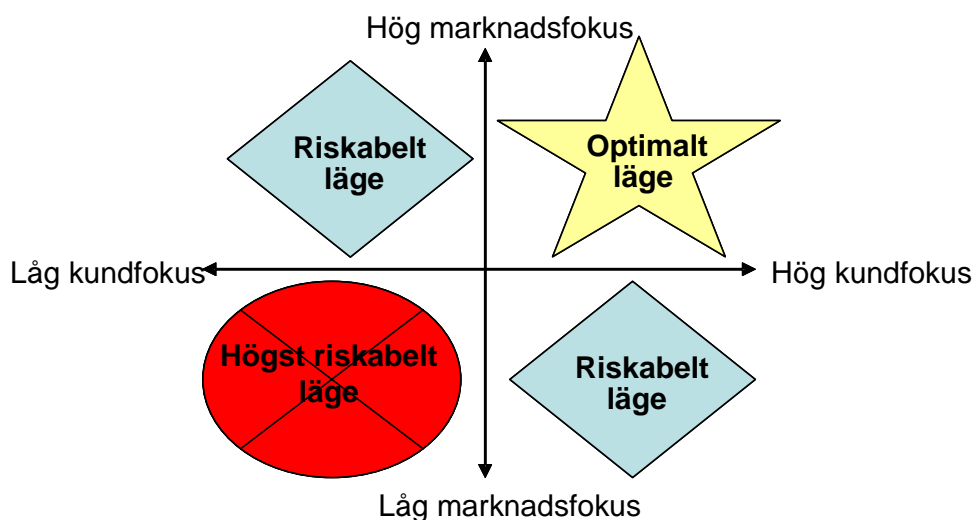 Hög marknadsfokus
Riskabelt
läge
Optimalt
läge
Låg kundfokus
Hög kundfokus
Högst riskabelt
läge
Riskabelt
läge
Låg marknadsfokus